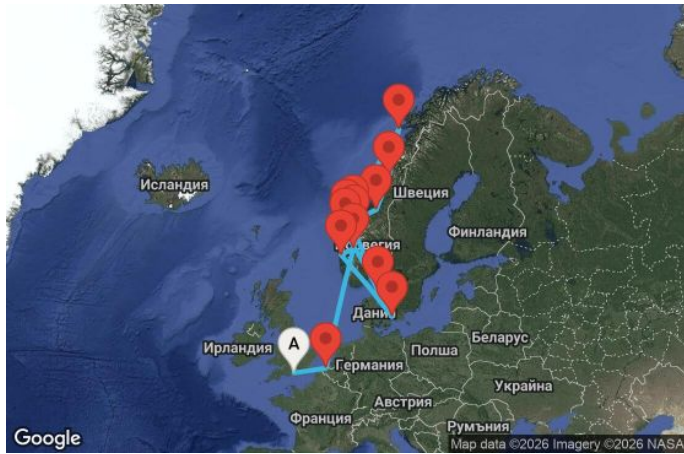 Исландия
Швеция
Финландия
Норвегия
Дания
Ирландия
Беларус
Полша
Германия
Украйна
Австрия
Франция
Румъния
A
Google
Map data ©2026 Imagery ©2026 NASA